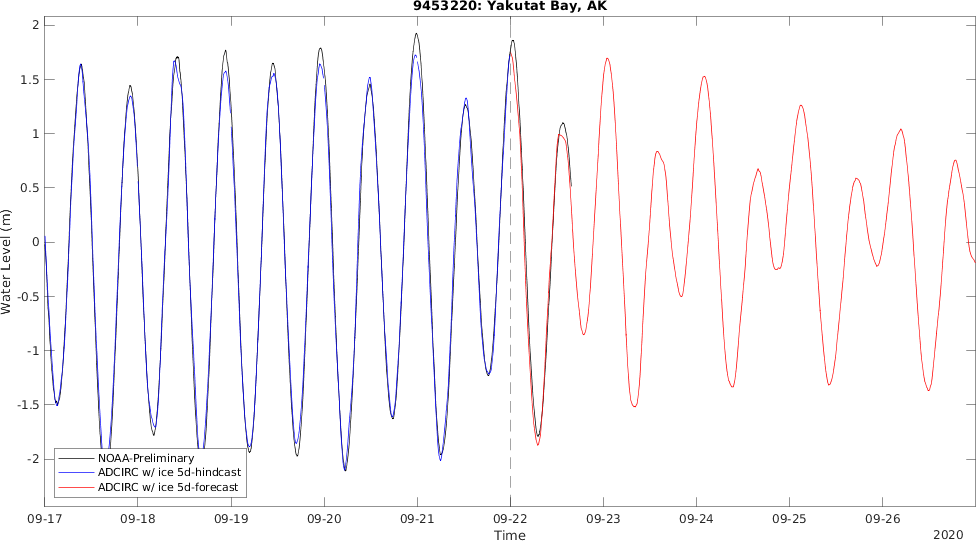 9453220: Yakutat Bay, AK
2
1.5
1
0.5
0
-0.5
-1
-1.5
-2
Water Level (m)
NOAA-Preliminary
ADCIRC w/ ice 5d-hindcast
ADCIRC w/ ice 5d-forecast
09-17 09-18 09-19 09-20 09-21 09-22 09-23 09-24 09-25 09-26
Time
2020